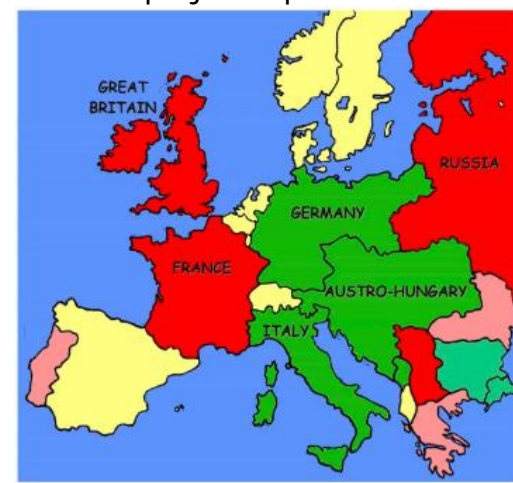 GREAT
BRITAIN
RUSSIA
GERMANY
FRANCE
AUSTRO-HUNGARY
ITALY